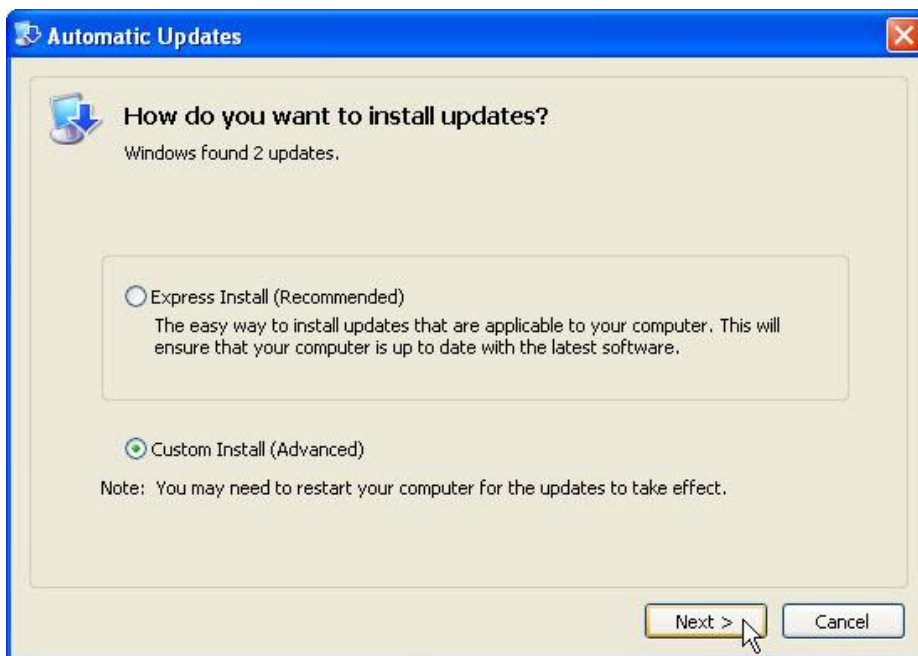 Automatic Updates
How do you want to install updates?
Windows found 2 updates.
Express Install (Recommended)
The easy way to install updates that are applicable to your computer. This will
ensure that your computer is up to date with the latest software.
Custom Install (Advanced)
Note: You may need to restart your computer for the updates to take effect.
Next >
Cancel